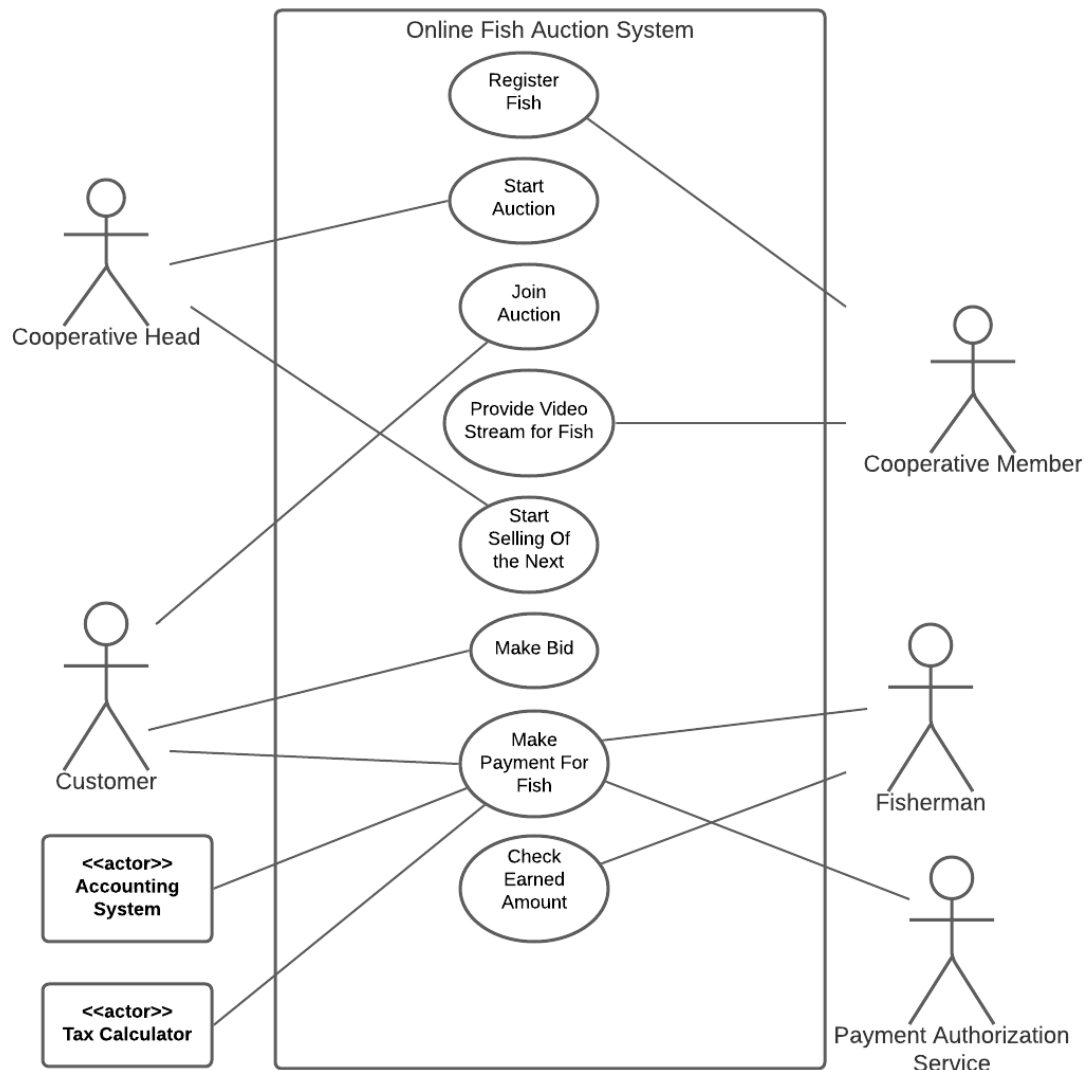 Online Fish Auction System
Register
Fish
Start
Auction
Join
Auction
Provide Video
Stream for Fish
Start
Selling Of
the Next
Make Bid
Make
Payment For
Fish
Check
Earned
Amount
Cooperative Head
Customer
<<actor>>
Accounting
System
<<actor>>
Tax Calculator
Cooperative Member
Fisherman
Payment Authorization
Service